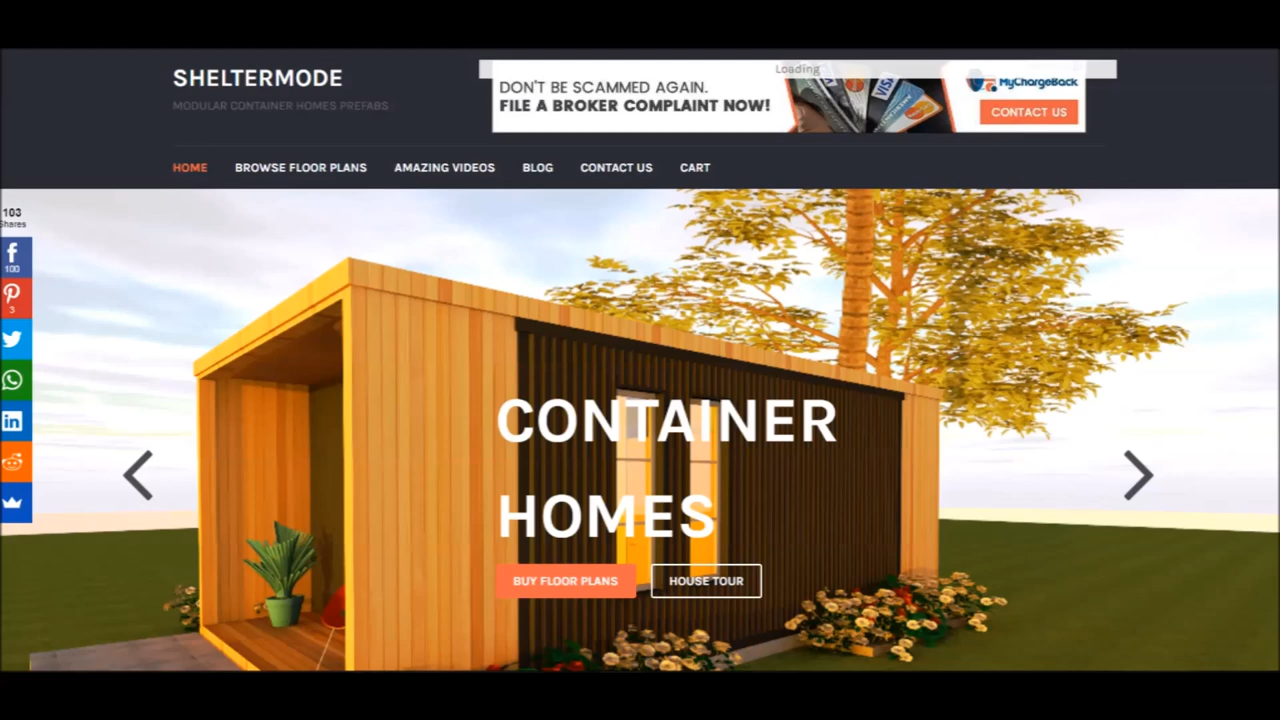 SHELTERMODE
MODULAR CONTAINER HOMES PREFABS
Loading
DON'T BE SCAMMED AGAIN.
FILE A BROKER COMPLAINT NOW!
VISA
MyChargeBack
CONTACT US
HOME BROWSE FLOOR PLANS AMAZING VIDEOS BLOG CONTACT US CART
103
Shares
100
3
CONTAINER
HOMES
BUY FLOOR PLANS HOUSE TOUR